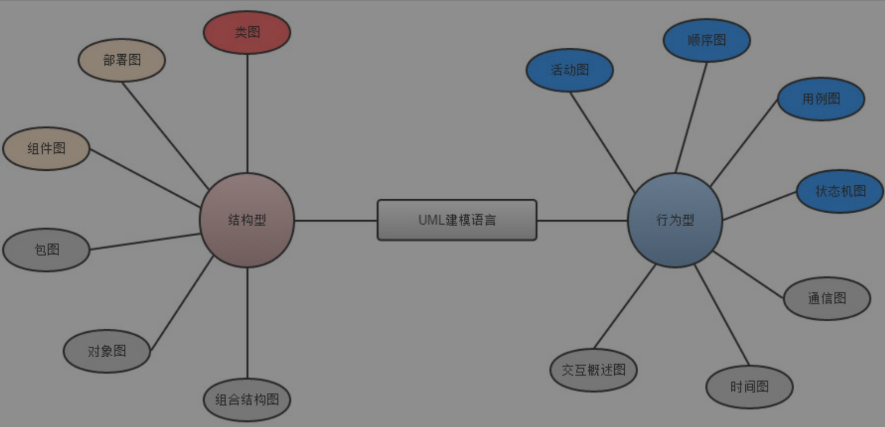 类图
部署图
组件图
结构型
包图
对象图
组合结构图
UML建模语言
顺序图
活动图
用例图
状态机图
行为型
通信图
交互概述图
时间图